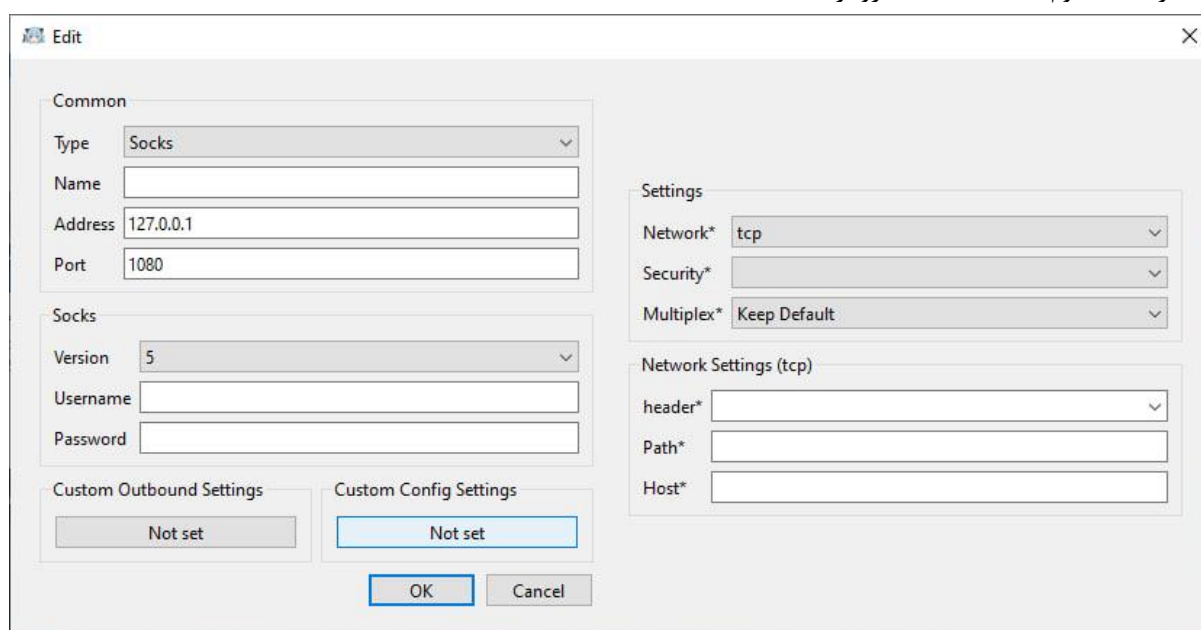 Edit
Common
Type Socks
Name
Address 127.0.0.1
Port 1080
Socks
Version 5
Username
Password
Custom Outbound Settings
Not set
Custom Config Settings
Not set
OK Cancel
Settings
Network* tcp
Security*
Multiplex* Keep Default
Network Settings (tcp)
header*
Path*
Host*